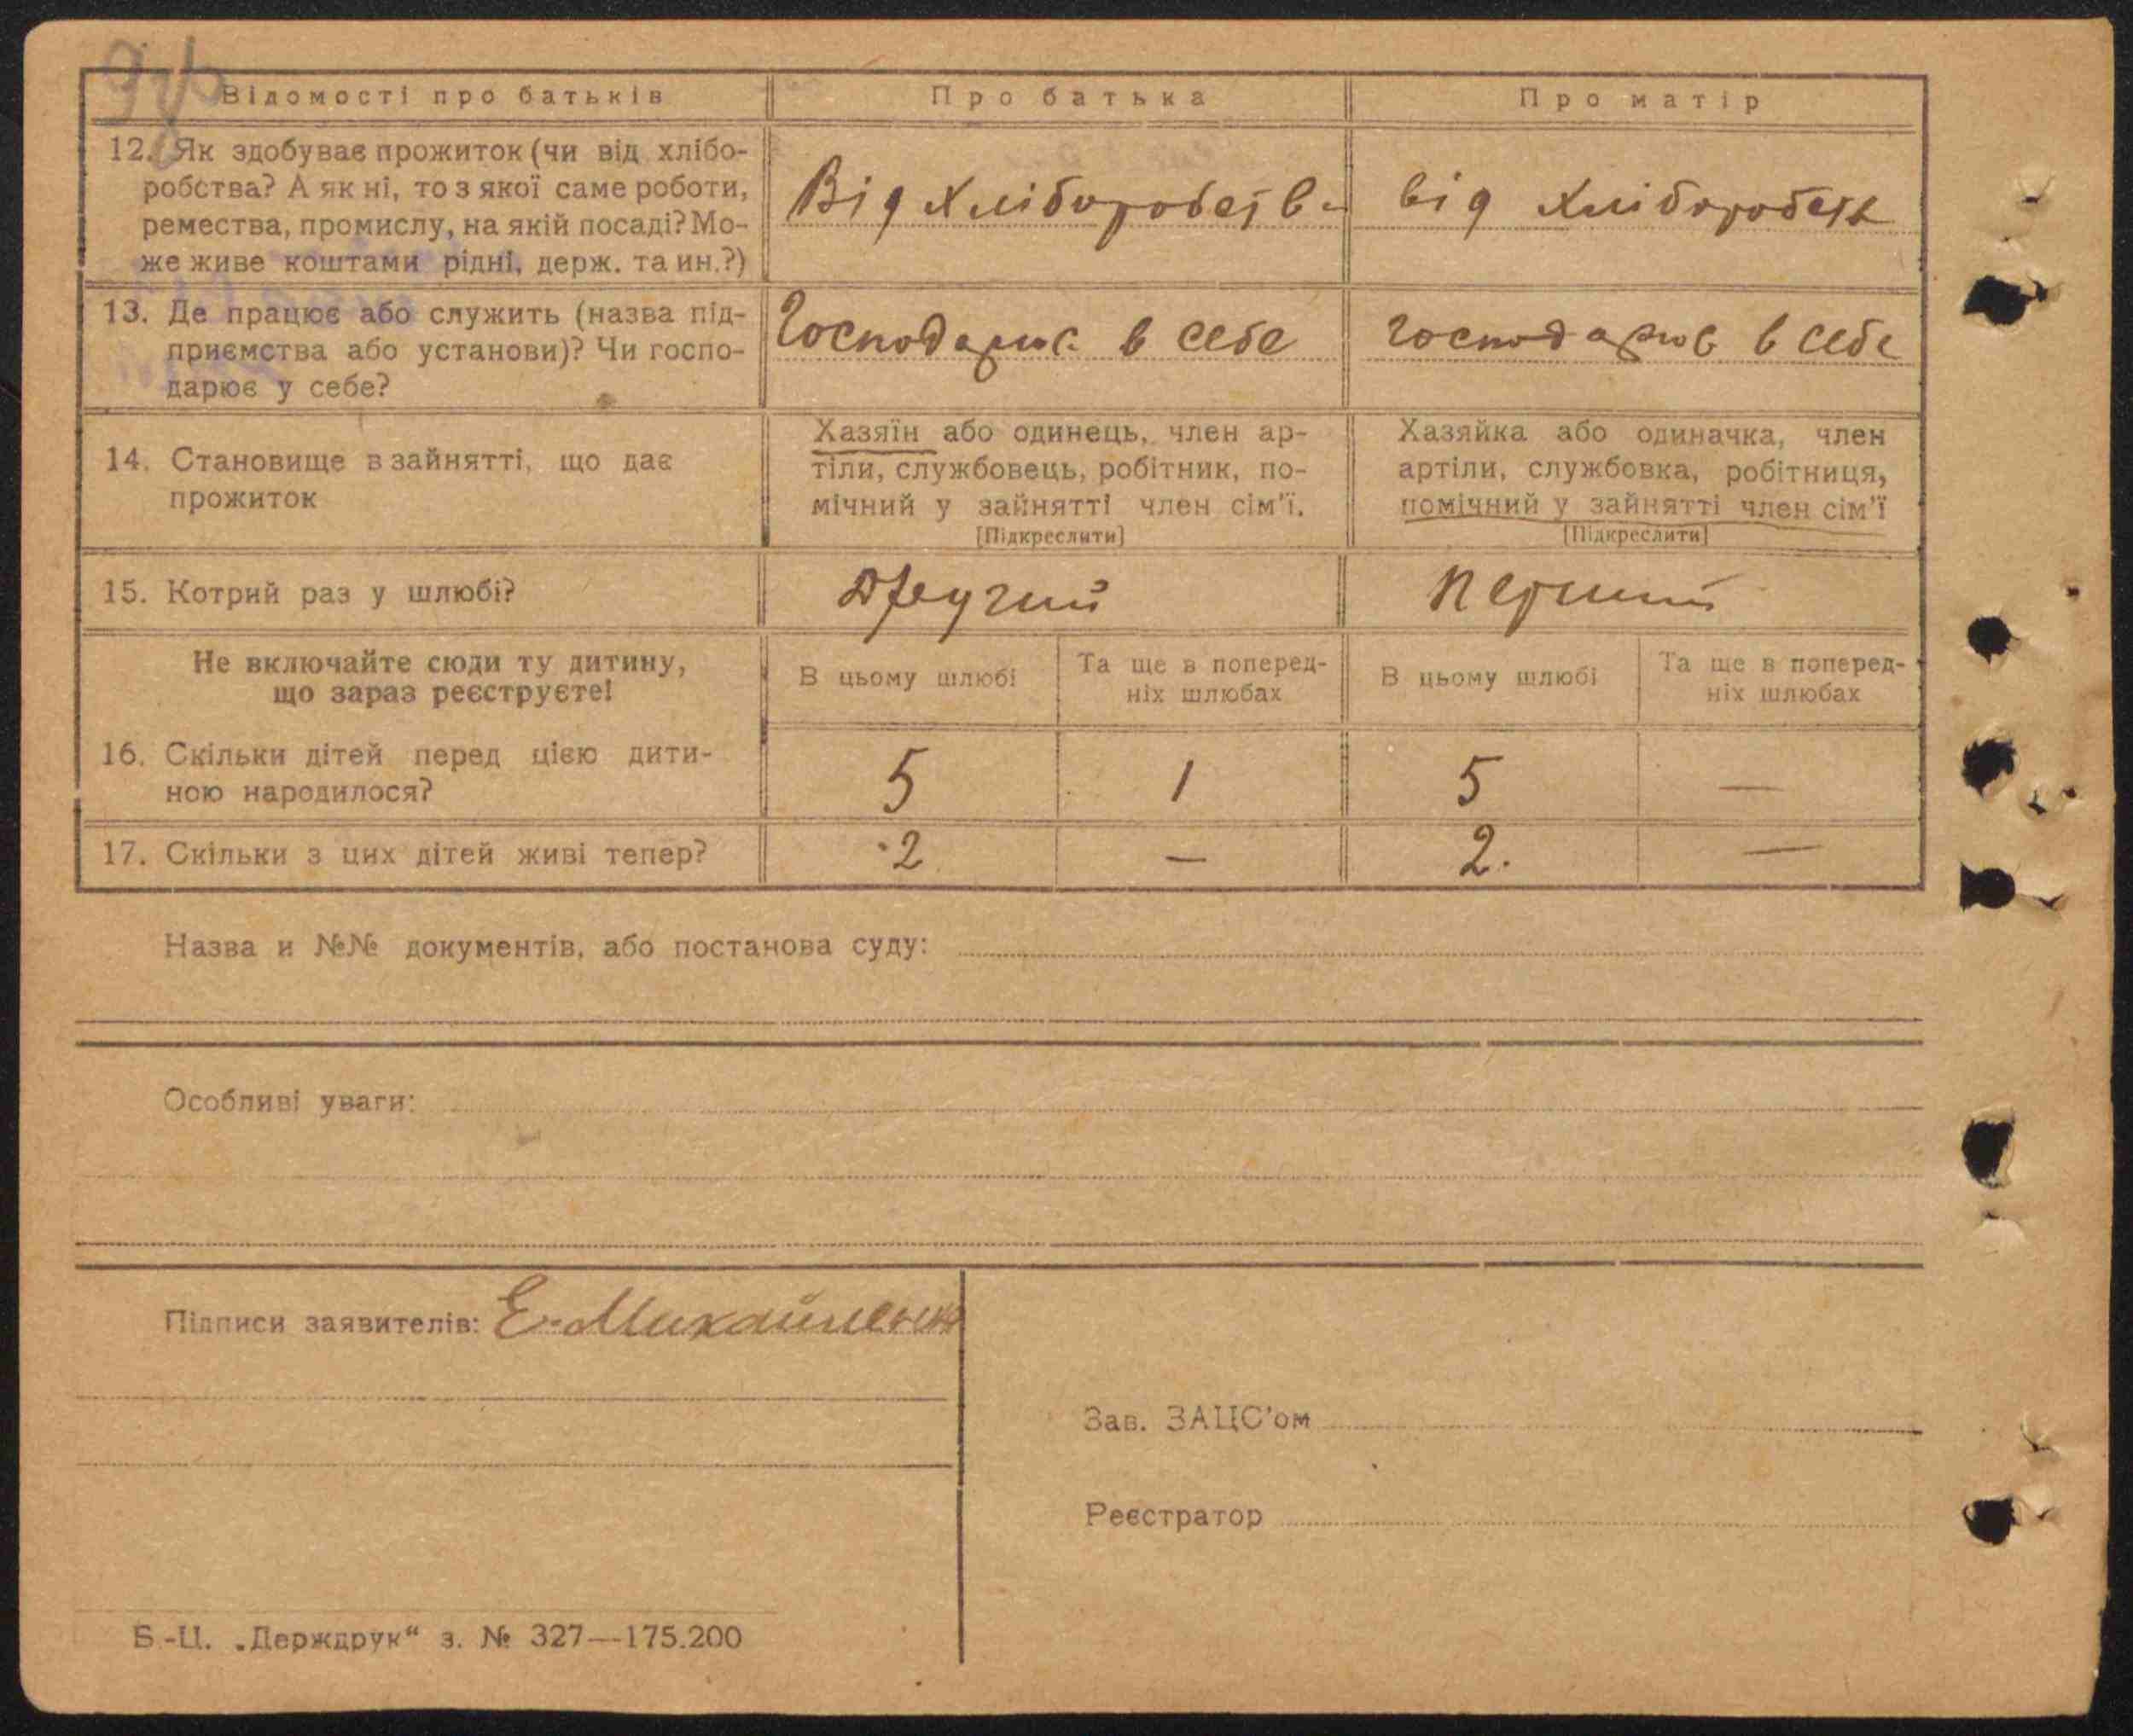 Відомості про батьків
Про батька
Про матір
12. Як здобуває прожиток (чи від хлібо-
робства? А як ні, то з якої саме роботи,
ремества, промислу, на якій посаді? Мо-
же живе коштами рідні, держ. та ин.?)
Від хліборобств
від хліборобств
13. Де працює або служить (назва під-
приємства або установи)? Чи госпо-
дарює у себе?
Господарює в себе
господарює в себе
14. Становище в зайнятті, що дає
прожиток
Хазяїн або одинець, член ар-
тіли, службовець, робітник, по-
мічний у зайнятті член сім'ї.
[Підкреслити]
Хазяйка або одиначка, член
артіли, службовка, робітниця,
помічний у зайнятті член сім'ї
[Підкреслити]
15. Котрий раз у шлюбі?
Другий
Перший
Не включайте сюди ту дитину,
що зараз реєструєте!
В цьому шлюбі
Та ще в поперед-
ніх шлюбах
В цьому шлюбі
Та ще в поперед-
ніх шлюбах
16. Скільки дітей перед цією дити-
ною народилося?
5
1
5
—
17. Скільки з цих дітей живі тепер?
2
—
2.
—
Назва и №№ документів, або постанова суду:
Особливі уваги:
Підписи заявителів: Е. Михайленко
Зав. ЗАЦС'ом
Реєстратор
Б.-Ц. „Держдрук“ з. № 327—175.200